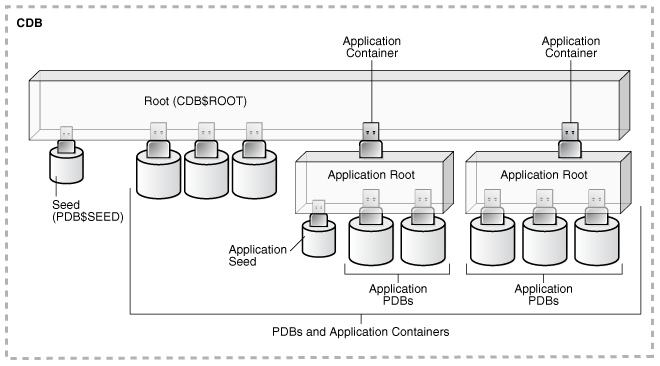 CDB
Application
Container
Application
Container
Root (CDB$ROOT)
Seed
(PDB$SEED)
Application Root
Application Root
Application
Seed
Application
PDBs
Application
PDBs
PDBs and Application Containers